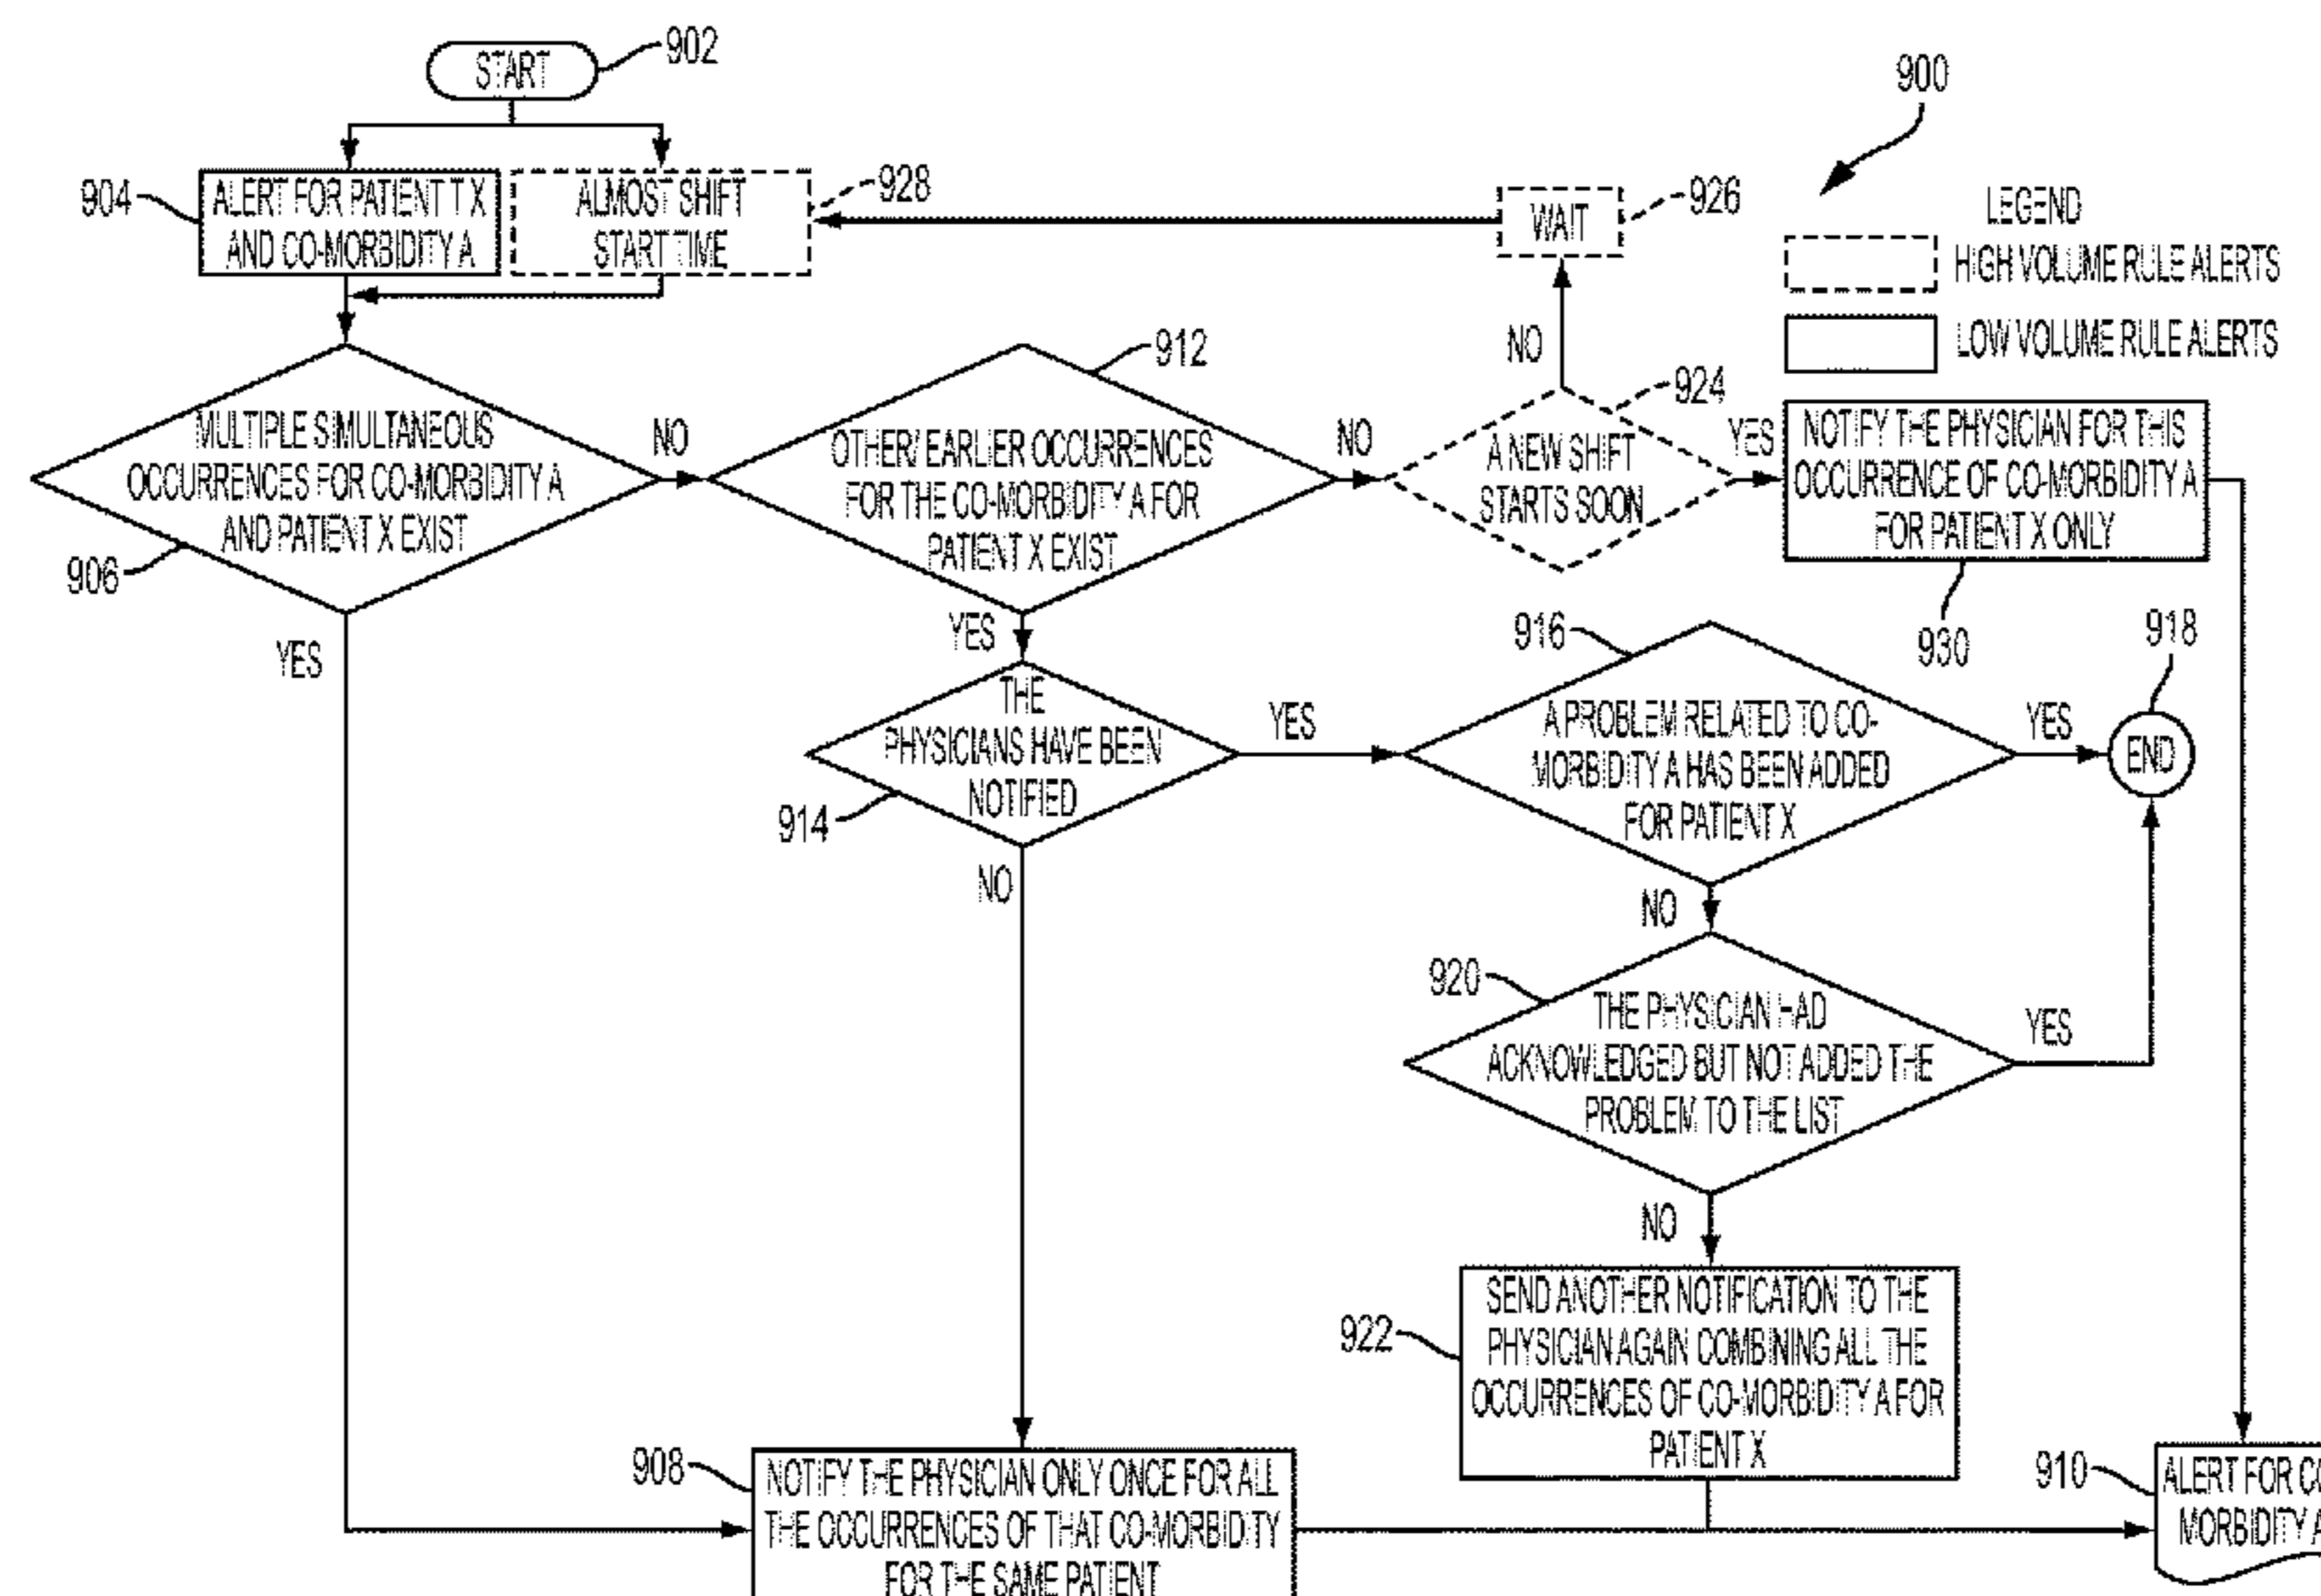 START
902
900
904
ALERT FOR PATIENT T X
AND CO-MORBIDITY A
ALMOST SHIFT
START TIME
928
WAIT
926
LEGEND
HIGH VOLUME RULE ALERTS
LOW VOLUME RULE ALERTS
MULTIPLE SIMULTANEOUS
OCCURRENCES FOR CO-MORBIDITY A
AND PATIENT X EXIST
906
NO
YES
912
OTHER/ EARLIER OCCURRENCES
FOR THE CO-MORBIDITY A FOR
PATIENT X EXIST
NO
YES
NO
924
A NEW SHIFT
STARTS SOON
YES
NOTIFY THE PHYSICIAN FOR THIS
OCCURRENCE OF CO-MORBIDITY A
FOR PATIENT X ONLY
930
THE
PHYSICIANS HAVE BEEN
NOTIFIED
914
YES
NO
916
A PROBLEM RELATED TO CO-
MORBIDITY A HAS BEEN ADDED
FOR PATIENT X
YES
918
END
NO
920
THE PHYSICIAN HAD
ACKNOWLEDGED BUT NOT ADDED THE
PROBLEM TO THE LIST
YES
NO
922
SEND ANOTHER NOTIFICATION TO THE
PHYSICIAN AGAIN COMBINING ALL THE
OCCURRENCES OF CO-MORBIDITY A FOR
PATIENT X
908
NOTIFY THE PHYSICIAN ONLY ONCE FOR ALL
THE OCCURRENCES OF THAT CO-MORBIDITY
FOR THE SAME PATIENT
910
ALERT FOR CO
MORBIDITY A